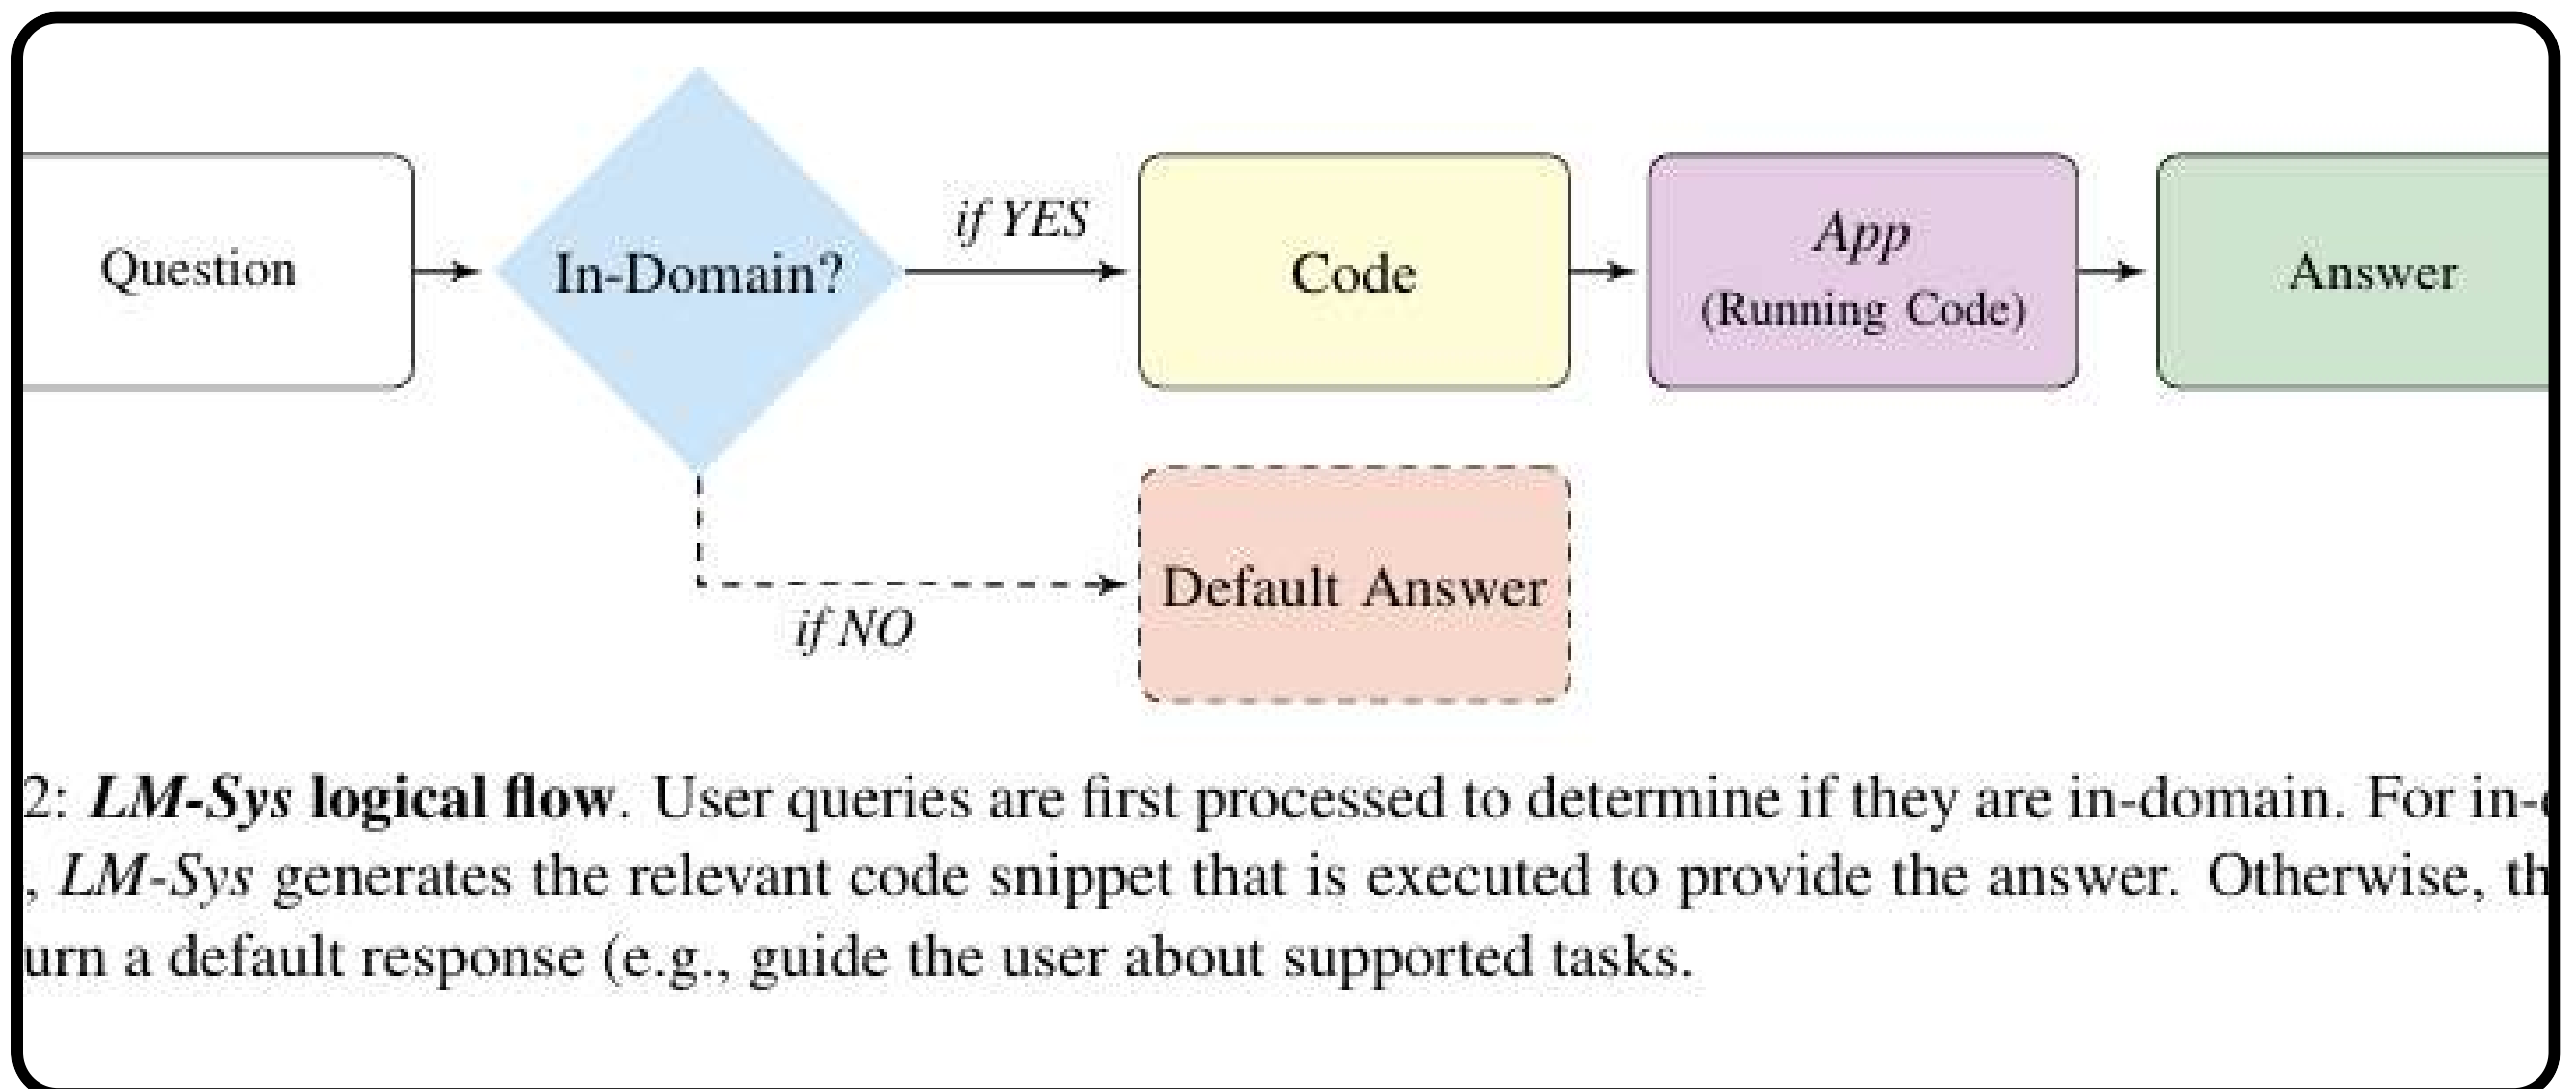 Question
In-Domain?
if YES
Code
App
(Running Code)
Answer
if NO
Default Answer
2: LM-Sys logical flow. User queries are first processed to determine if they are in-domain. For in-
, LM-Sys generates the relevant code snippet that is executed to provide the answer. Otherwise, th
urn a default response (e.g., guide the user about supported tasks.